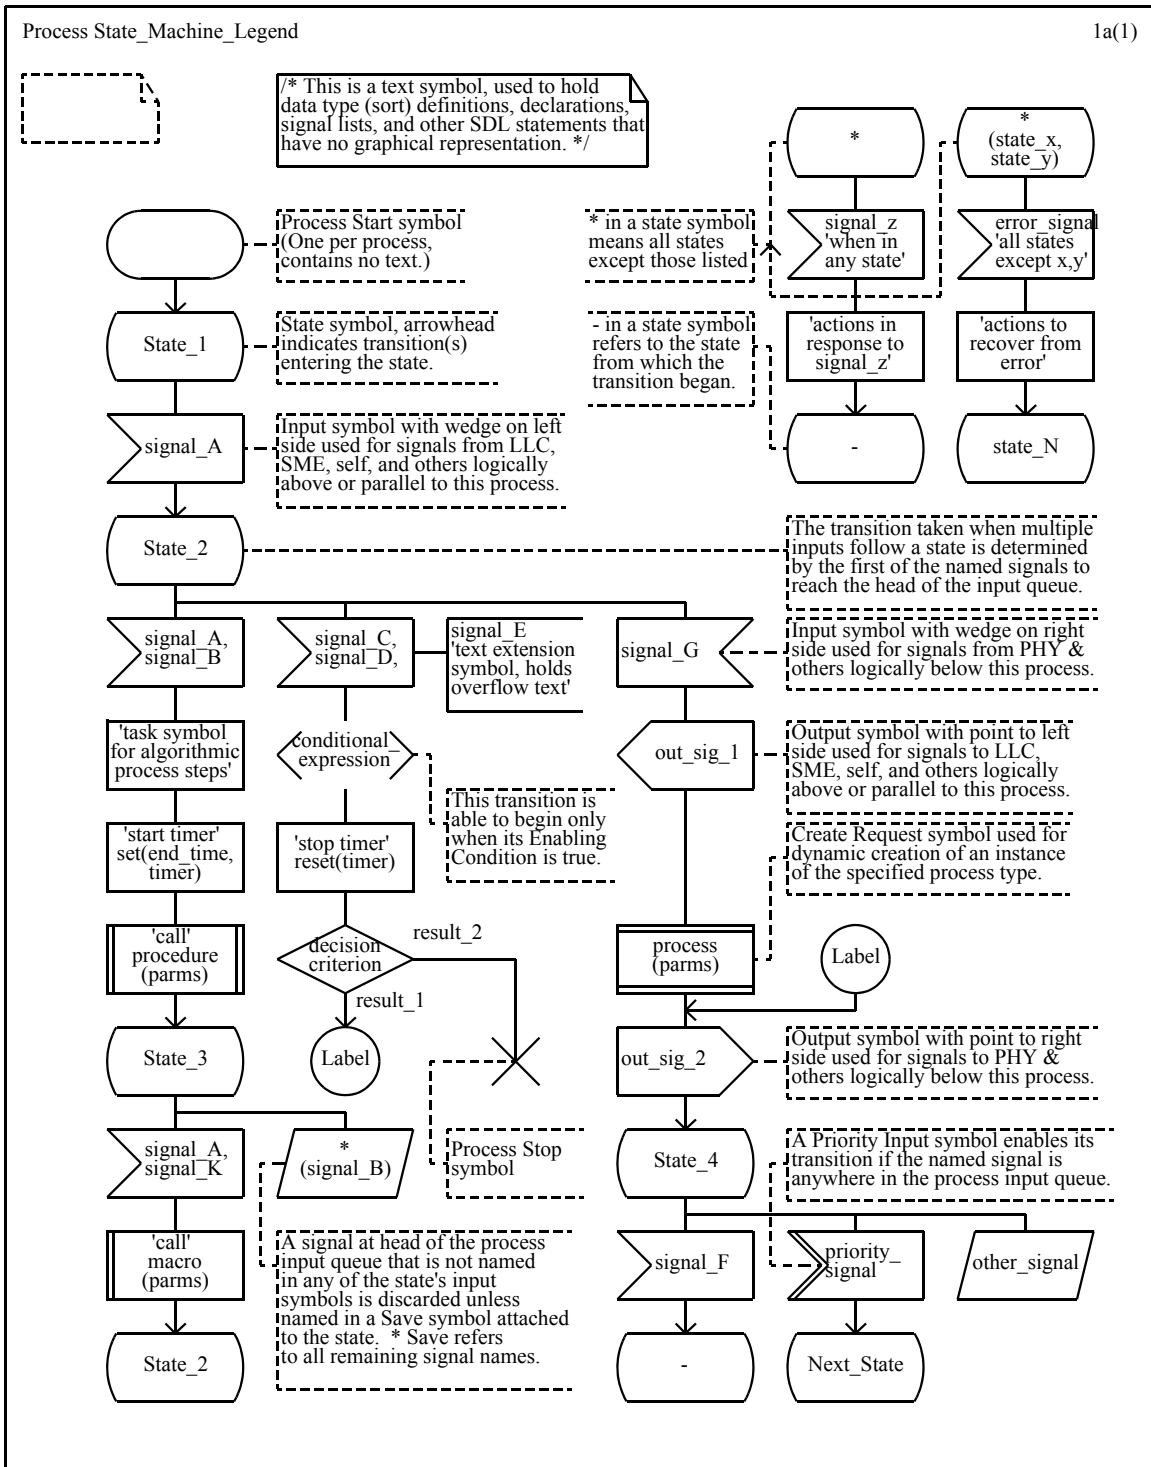 Process State_Machine_Legend
1a(1)
/* This is a text symbol, used to hold
data type (sort) definitions, declarations,
signal lists, and other SDL statements that
have no graphical representation. */
*
*
(state_x,
state_y)
Process Start symbol
(One per process,
contains no text.)
* in a state symbol
means all states
except those listed
signal_z
'when in
any state'
error_signal
'all states
except x,y'
State_1
State symbol, arrowhead
indicates transition(s)
entering the state.
- in a state symbol
refers to the state
from which the
transition began.
'actions in
response to
signal_z'
'actions to
recover from
error'
signal_A
Input symbol with wedge on left
side used for signals from LLC,
SME, self, and others logically
above or parallel to this process.
-
state_N
State_2
The transition taken when multiple
inputs follow a state is determined
by the first of the named signals to
reach the head of the input queue.
signal_A,
signal_B
signal_C,
signal_D,
signal_E
'text extension
symbol, holds
overflow text'
signal_G
Input symbol with wedge on right
side used for signals from PHY &
others logically below this process.
'task symbol
for algorithmic
process steps'
conditional_
expression
out_sig_1
Output symbol with point to left
side used for signals to LLC,
SME, self, and others logically
above or parallel to this process.
This transition is
able to begin only
when its Enabling
Condition is true.
'start timer'
set(end_time,
timer)
'stop timer'
reset(timer)
Create Request symbol used for
dynamic creation of an instance
of the specified process type.
'call'
procedure
(parms)
decision
criterion
result_2
result_1
process
(parms)
Label
State_3
Label
out_sig_2
Output symbol with point to right
side used for signals to PHY &
others logically below this process.
signal_A,
signal_K
*
(signal_B)
Process Stop
symbol
State_4
A Priority Input symbol enables its
transition if the named signal is
anywhere in the process input queue.
'call'
macro
(parms)
A signal at head of the process
input queue that is not named
in any of the state's input
symbols is discarded unless
named in a Save symbol attached
to the state.  * Save refers
to all remaining signal names.
signal_F
priority_
signal
other_signal
State_2
-
Next_State